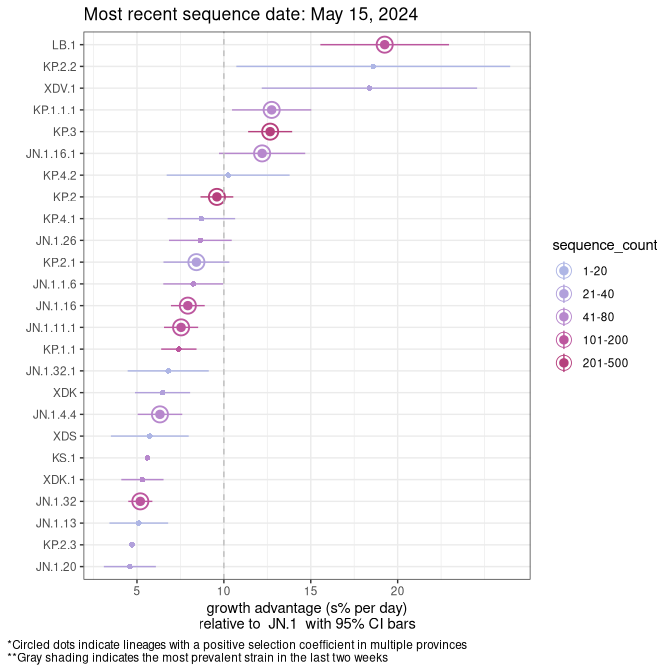 Most recent sequence date: May 15, 2024
LB.1
KP.2.2
XDV.1
KP.1.1.1
KP.3
JN.1.16.1
KP.4.2
KP.2
KP.4.1
JN.1.26
KP.2.1
JN.1.1.6
JN.1.16
JN.1.11.1
KP.1.1
JN.1.32.1
XDK
JN.1.4.4
XDS
KS.1
XDK.1
JN.1.32
JN.1.13
KP.2.3
JN.1.20
5 10 15 20
growth advantage (s% per day)
relative to JN.1 with 95% CI bars
sequence_count
1-20
21-40
41-80
101-200
201-500
*Circled dots indicate lineages with a positive selection coefficient in multiple provinces
**Gray shading indicates the most prevalent strain in the last two weeks